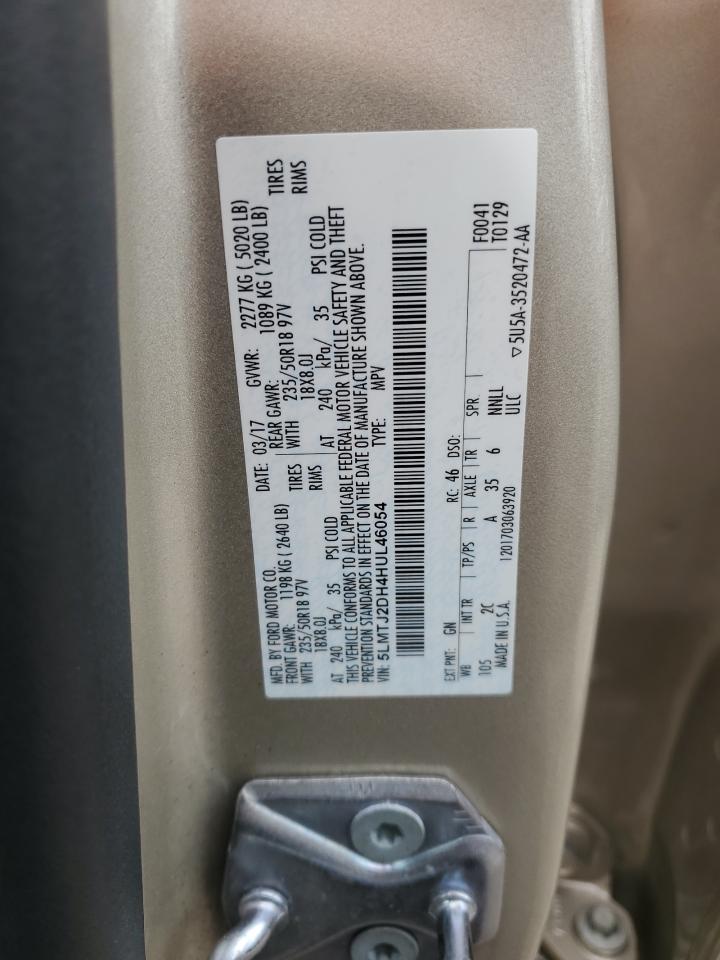 MFD. BY FORD MOTOR CO. DATE: 03/17 GVWR: 2277 KG ( 5020 LB)
FRONT GAWR: 1198 KG ( 2640 LB) REAR GAWR: 1089 KG ( 2400 LB)
WITH 235/50R18 97V TIRES WITH 235/50R18 97V TIRES
18X8.0J RIMS 18X8.0J RIMS
AT 240 kPa/ 35 PSI COLD AT 240 kPa/ 35 PSI COLD
THIS VEHICLE CONFORMS TO ALL APPLICABLE FEDERAL MOTOR VEHICLE SAFETY AND THEFT
PREVENTION STANDARDS IN EFFECT ON THE DATE OF MANUFACTURE SHOWN ABOVE.
VIN: 5LMTJ2DH4HUL46054 TYPE: MPV
EXT PNT: GN RC: 46 DSO:
WB INT TR TP/PS R AXLE TR SPR F0041
105 2C A 35 6 NNLL T0129
ULC
MADE IN U.S.A. 1201703063920 ▽5U5A-3520472-AA